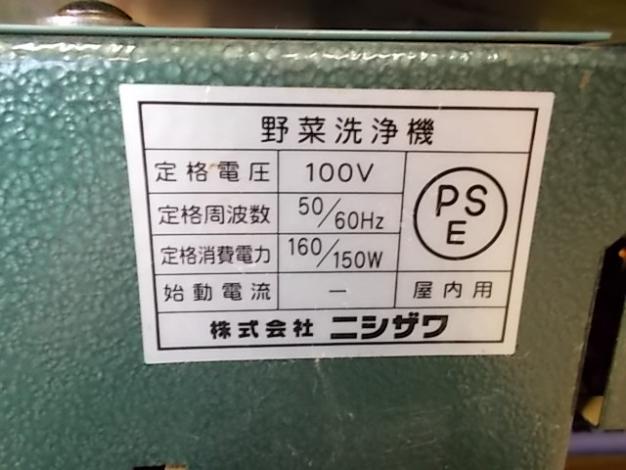 野菜洗浄機
定格電圧 100V
定格周波数 50/60Hz
PS
E
定格消費電力 160/150W
始動電流 — 屋内用
株式会社 ニシザワ